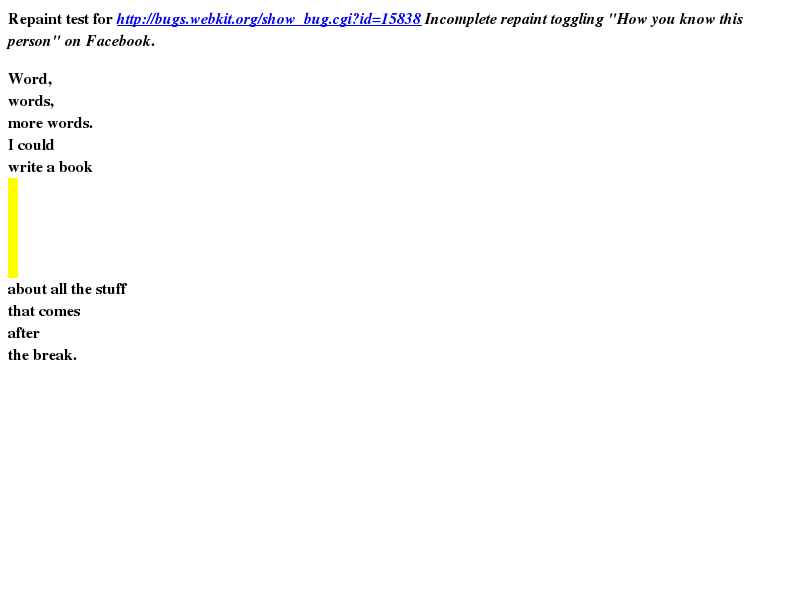 Repaint test for http://bugs.webkit.org/show_bug.cgi?id=15838 Incomplete repaint toggling "How you know this
person" on Facebook.
Word,
words,
more words.
I could
write a book
about all the stuff
that comes
after
the break.